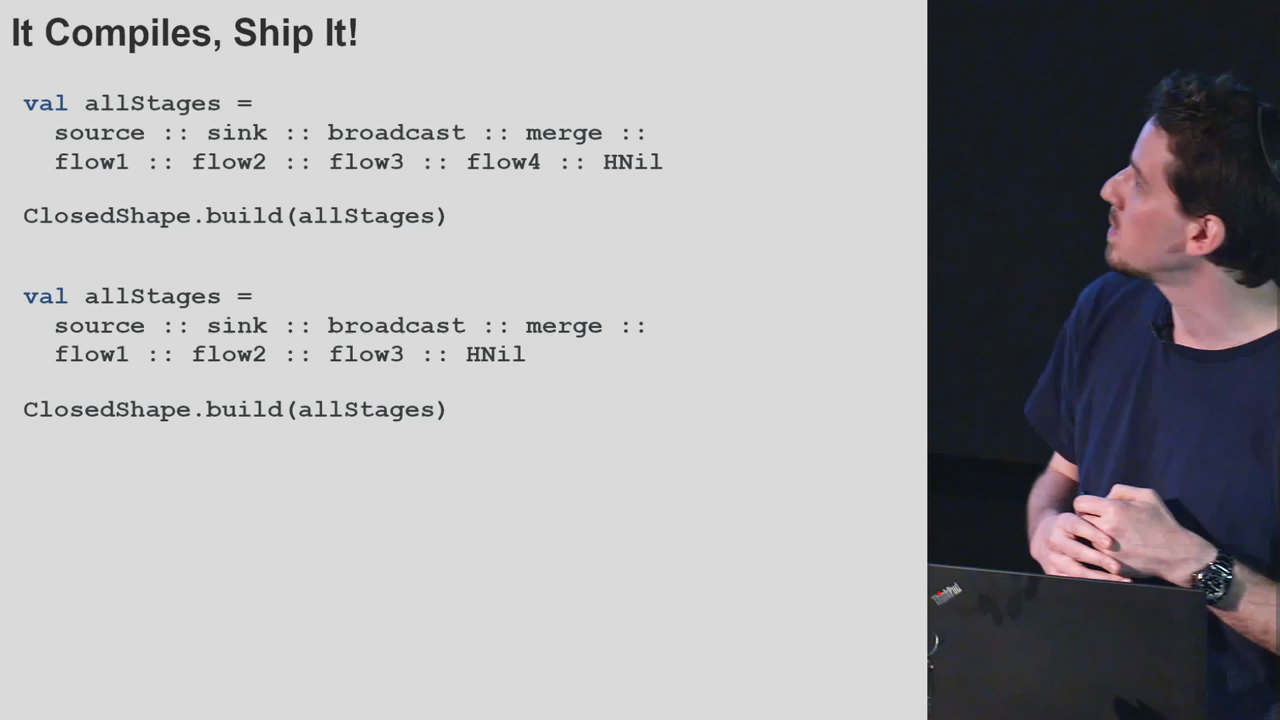 It Compiles, Ship It!
val allStages =
source :: sink :: broadcast :: merge ::
flow1 :: flow2 :: flow3 :: flow4 :: HNil
ClosedShape.build(allStages)
val allStages =
source :: sink :: broadcast :: merge ::
flow1 :: flow2 :: flow3 :: HNil
ClosedShape.build(allStages)
ThinkPad